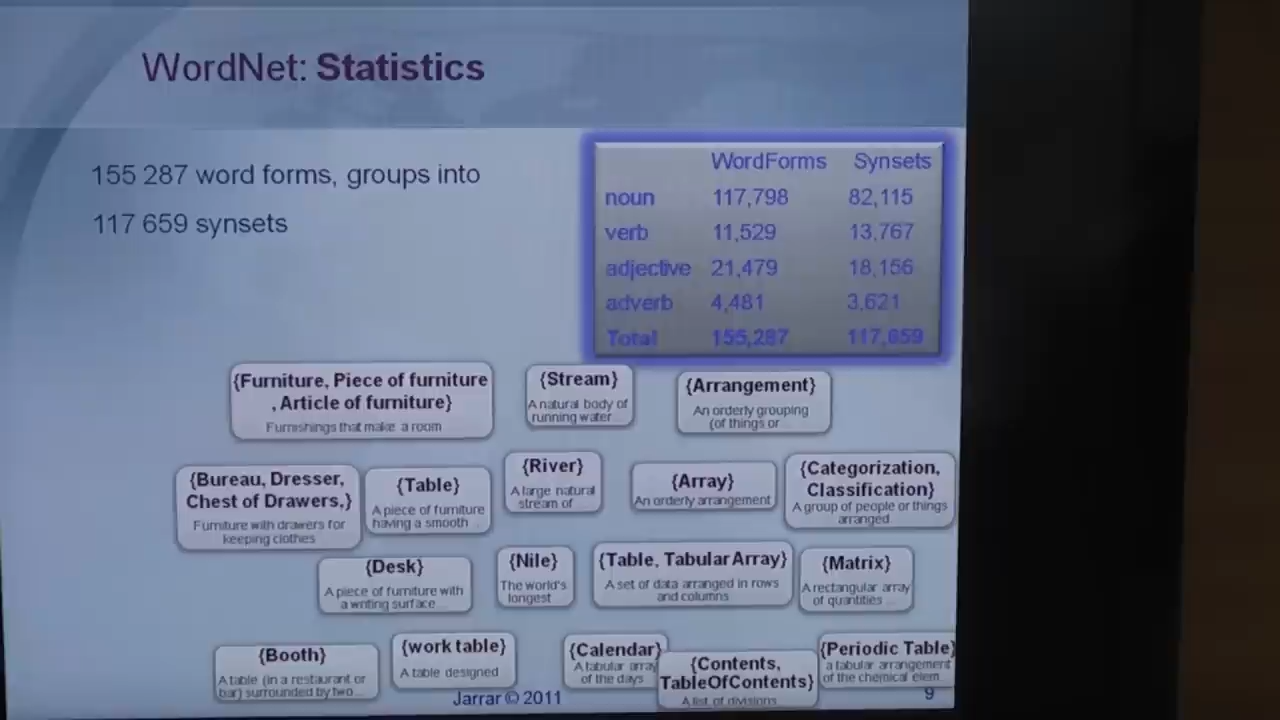 WordNet: Statistics
155 287 word forms, groups into
117 659 synsets
WordForms Synsets
noun 117,798 82,115
verb 11,529 13,767
adjective 21,479 18,156
adverb 4,481 3,621
Total 155,287 117,659
{Furniture, Piece of furniture
, Article of furniture}
Furnishings that make a room
{Stream}
A natural body of
running water ...
{Arrangement}
An orderly grouping
(of things or
{Bureau, Dresser,
Chest of Drawers,}
Furniture with drawers for
keeping clothes
{Table}
A piece of furniture
having a smooth ...
{River}
A large natural
stream of ...
{Array}
An orderly arrangement
{Categorization,
Classification}
A group of people or things
arranged
{Desk}
A piece of furniture with
a writing surface...
{Nile}
The world's
longest
{Table, Tabular Array}
A set of data arranged in rows
and columns
{Matrix}
A rectangular array
of quantities ...
{Booth}
A table (in a restaurant or
bar) surrounded by two ...
{work table}
A table designed
{Calendar}
A tabular array
of the days
{Contents,
TableOfContents}
A list of divisions
{Periodic Table}
a tabular arrangement
of the chemical elem...
Jarrar © 2011
9